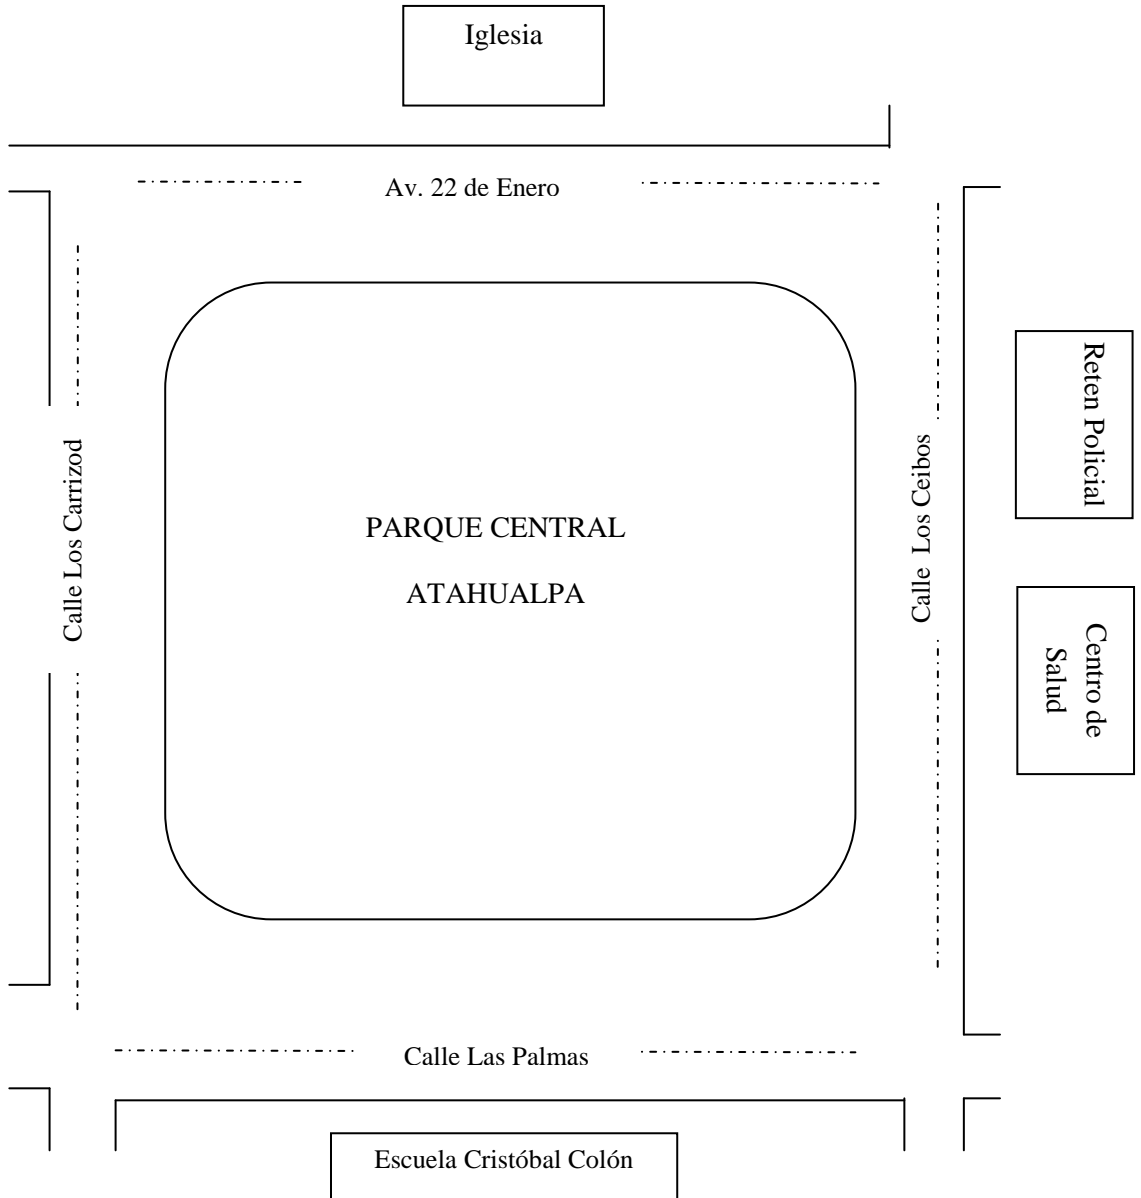 Iglesia
Av. 22 de Enero
Calle Los Carrizod
PARQUE CENTRAL
ATAHUALPA
Calle Los Ceibos
Reten Policial
Centro de
Salud
Calle Las Palmas
Escuela Cristóbal Colón